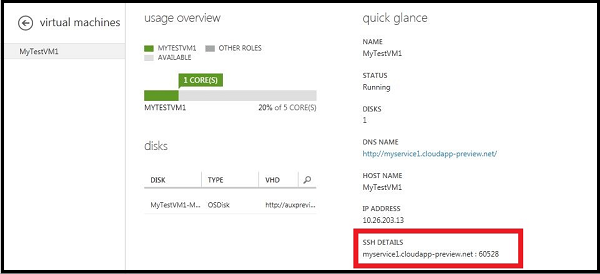 virtual machines
MyTestVM1
usage overview
MYTESTVM1 OTHER ROLES
AVAILABLE
1 CORE(S)
MYTESTVM1 20% of 5 CORE(S)
disks
DISK TYPE VHD
MyTestVM1-M... OSDisk http://auxprevi...
quick glance
NAME
MyTestVM1
STATUS
Running
DISKS
1
DNS NAME
http://myservice1.cloudapp-preview.net/
HOST NAME
MyTestVM1
IP ADDRESS
10.26.203.13
SSH DETAILS
myservice1.cloudapp-preview.net : 60528